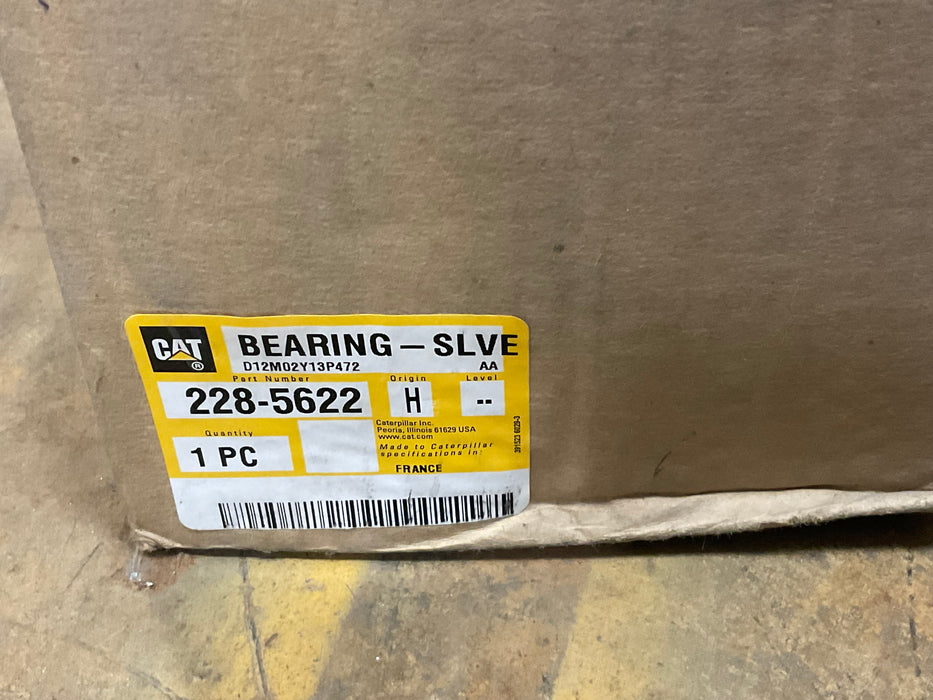 CAT®
BEARING-SLVE
D12M02Y13P472 AA
Part Number Origin Level
228-5622 H --
Quantity
1 PC
Caterpillar Inc.
Peoria, Illinois 61629 USA
www.cat.com
Made to Caterpillar
specifications in:
FRANCE